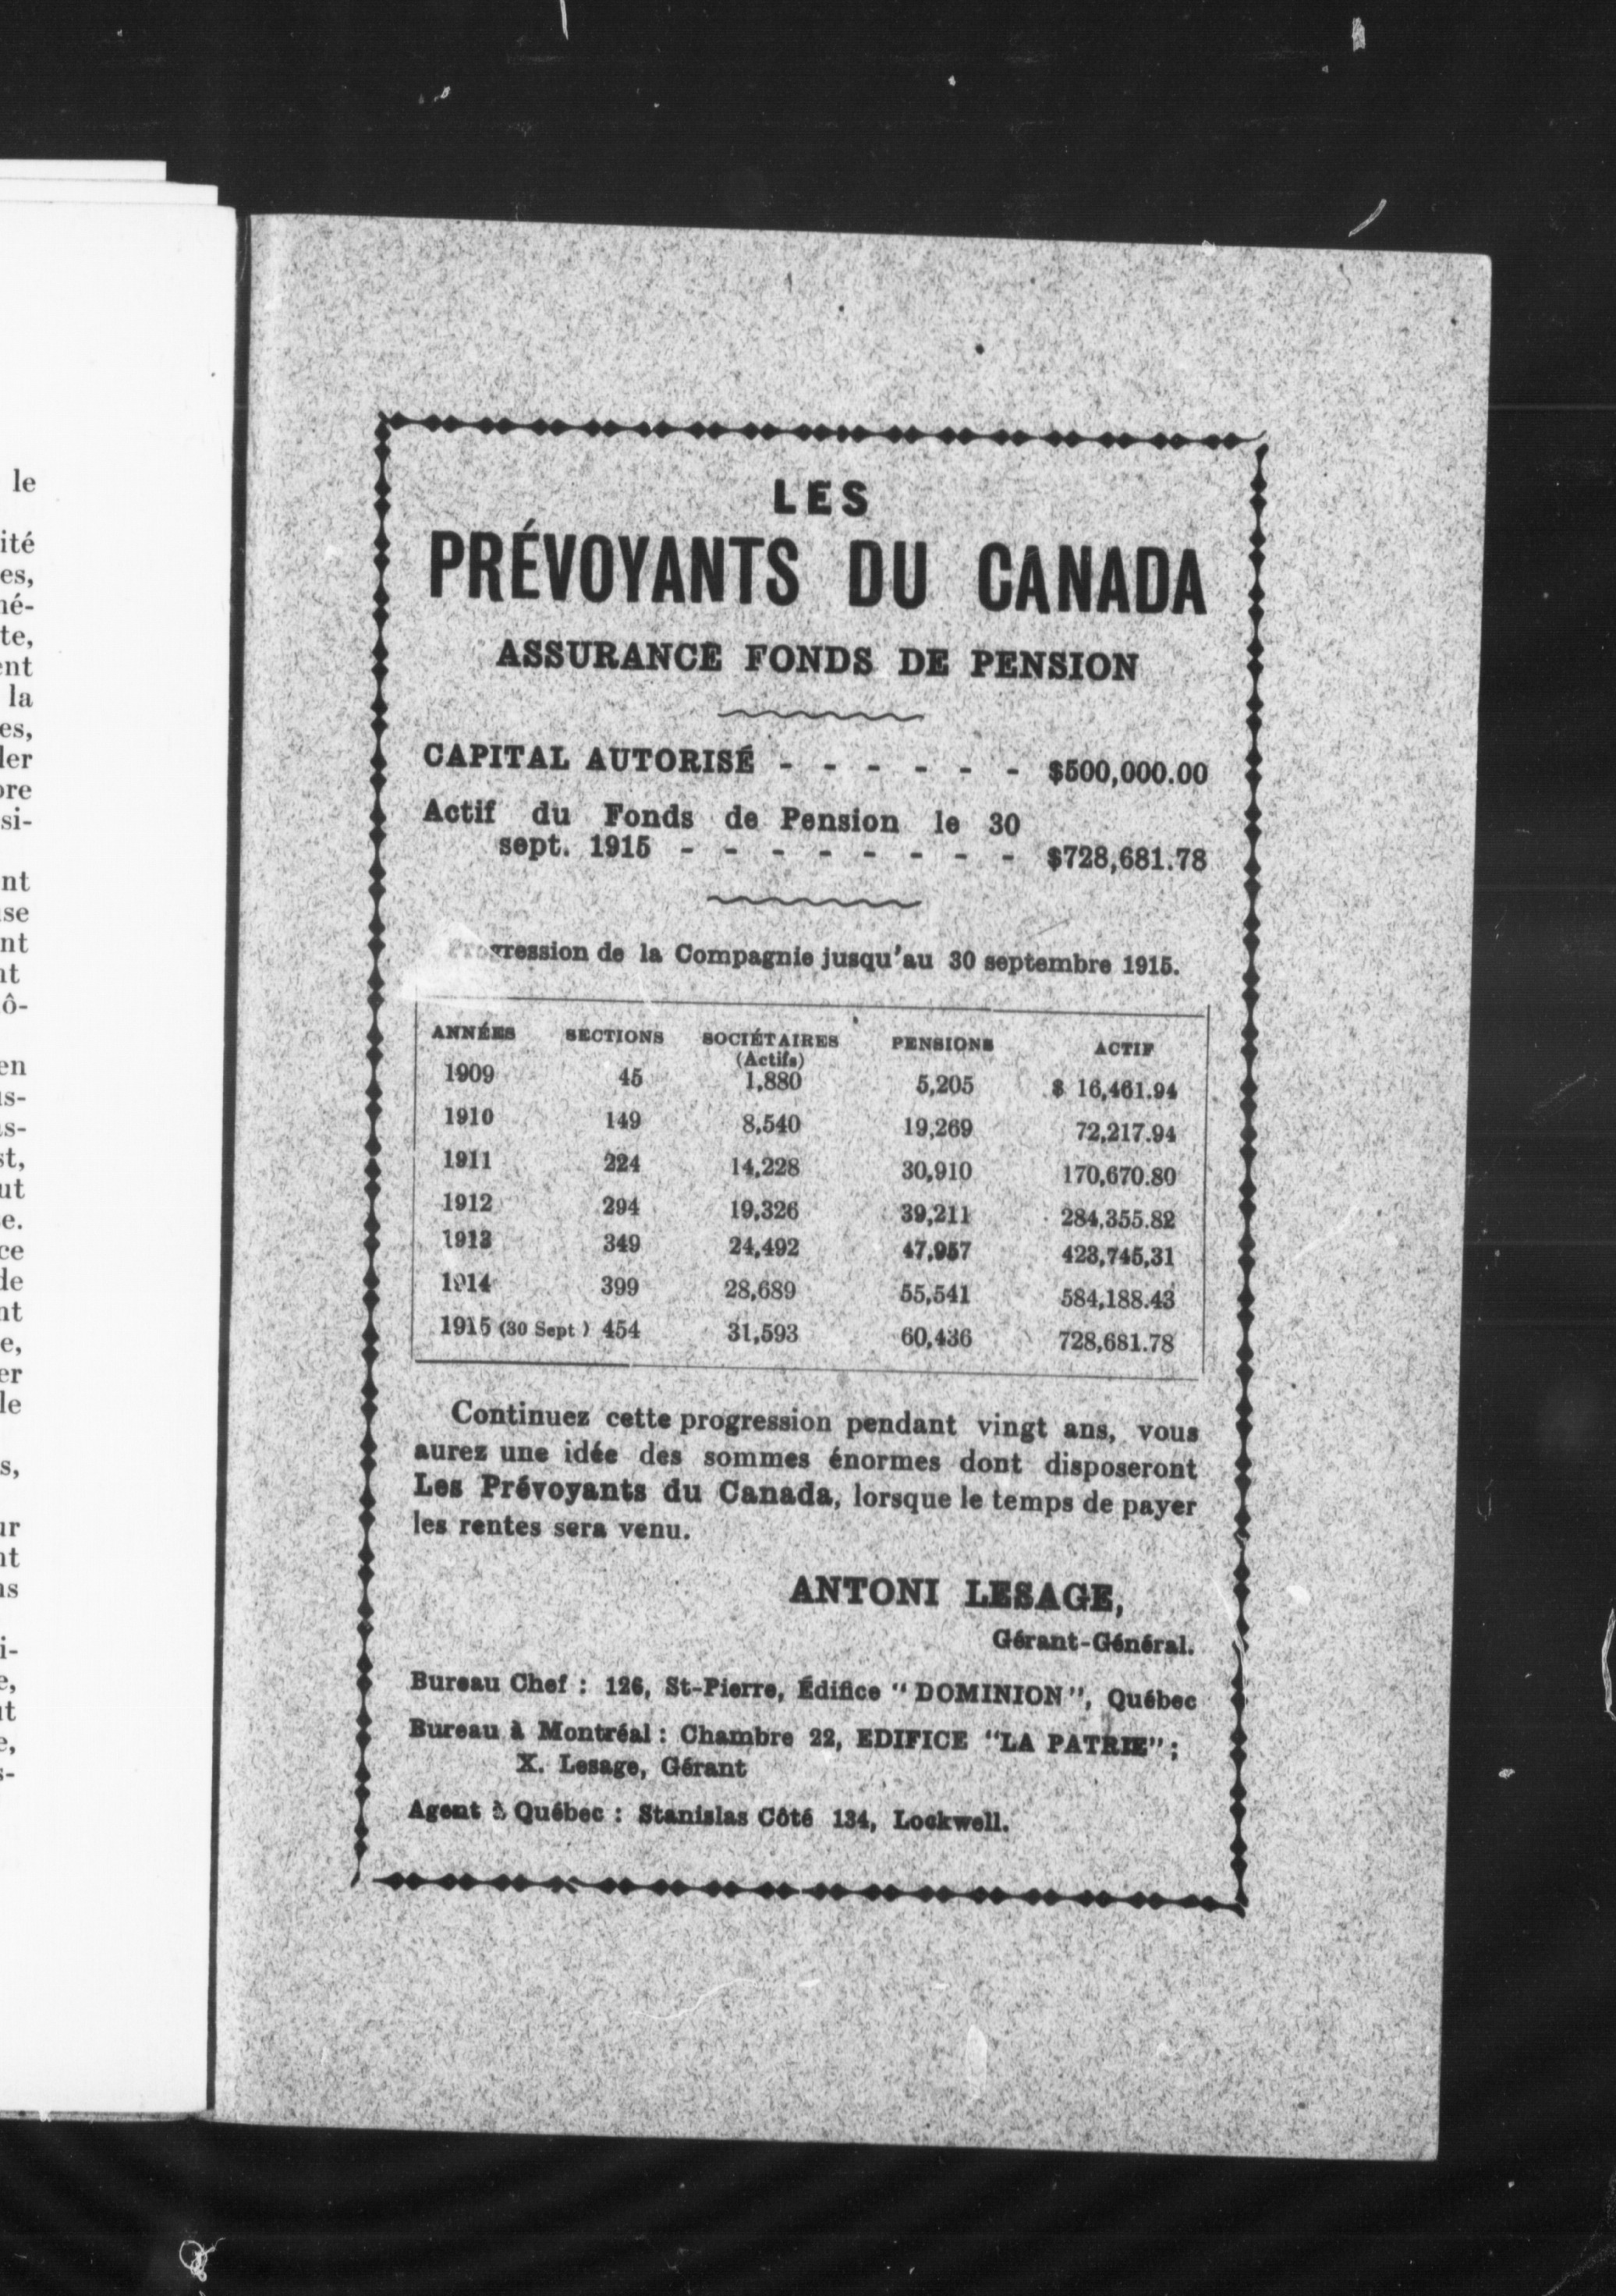 LES
PRÉVOYANTS DU CANADA
ASSURANCE FONDS DE PENSION
CAPITAL AUTORISÉ - - - - - - $500,000.00
Actif du Fonds de Pension le 30
sept. 1915 - - - - - - - - $728,681.78
Progression de la Compagnie jusqu'au 30 septembre 1915.
ANNÉES SECTIONS SOCIÉTAIRES PENSIONS ACTIF
(Actifs)
1909 45 1,880 5,205 $ 16,461.94
1910 149 8,540 19,269 72,217.94
1911 224 14,228 30,910 170,670.80
1912 294 19,326 39,211 284,355.82
1913 349 24,492 47,957 423,745,31
1914 399 28,689 55,541 584,188.43
1915 (30 Sept ) 454 31,593 60,436 728,681.78
Continuez cette progression pendant vingt ans, vous
aurez une idée des sommes énormes dont disposeront
Les Prévoyants du Canada, lorsque le temps de payer
les rentes sera venu.
ANTONI LESAGE,
Gérant-Général.
Bureau Chef : 126, St-Pierre, Édifice "DOMINION", Québec
Bureau à Montréal : Chambre 22, EDIFICE "LA PATRIE" ;
X. Lesage, Gérant
Agent à Québec : Stanislas Côté 134, Lockwell.